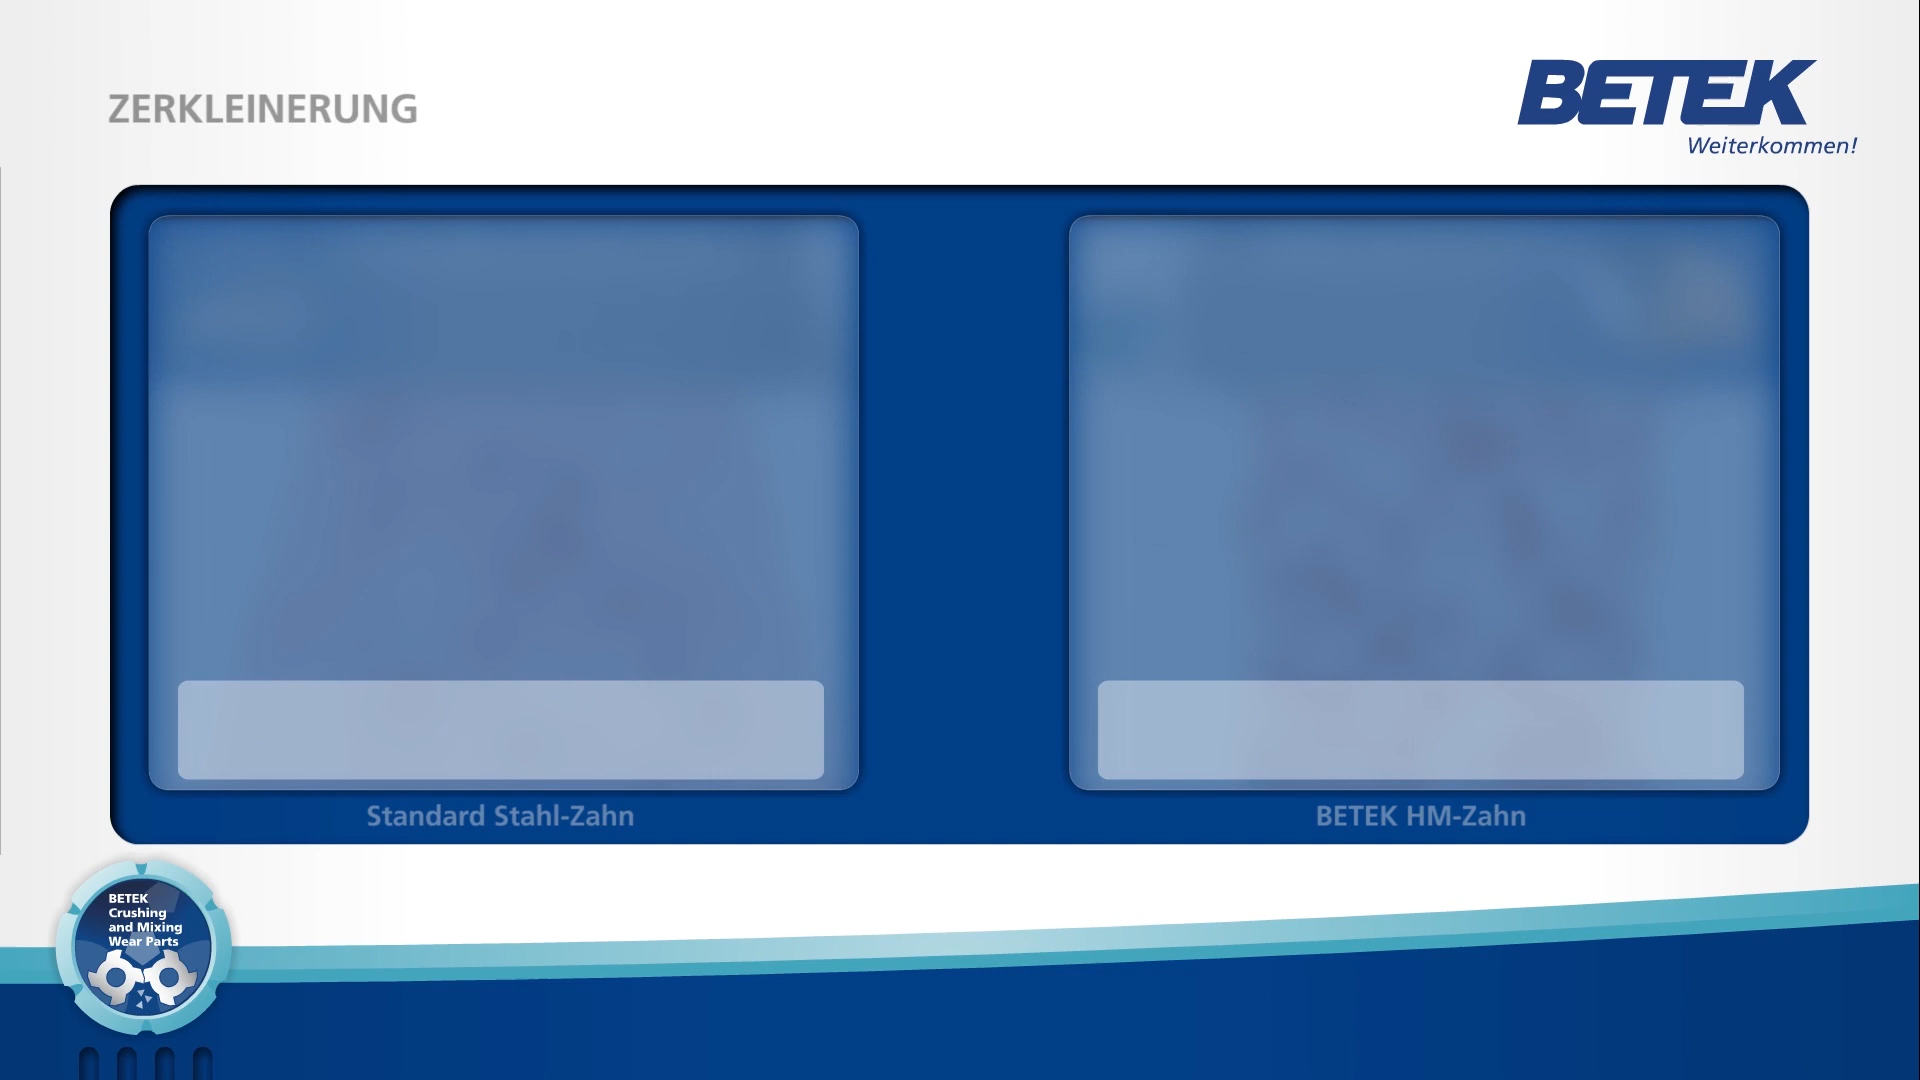 ZERKLEINERUNG
BETEK
Weiterkommen!
Standard Stahl-Zahn
BETEK HM-Zahn
BETEK
Crushing
and Mixing
Wear Parts